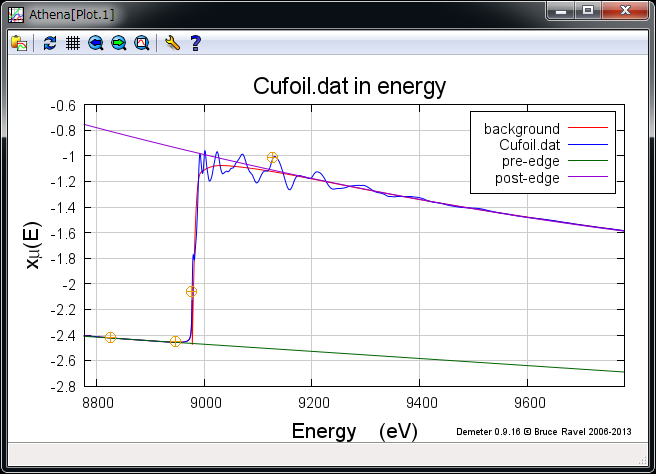 Athena[Plot.1]
?
Cufoil.dat in energy
background
Cufoil.dat
pre-edge
post-edge
-0.6
-0.8
-1
-1.2
-1.4
-1.6
-1.8
-2
-2.2
-2.4
-2.6
-2.8
xμ(E)
8800 9000 9200 9400 9600
Energy (eV)
Demeter 0.9.16 © Bruce Ravel 2006-2013